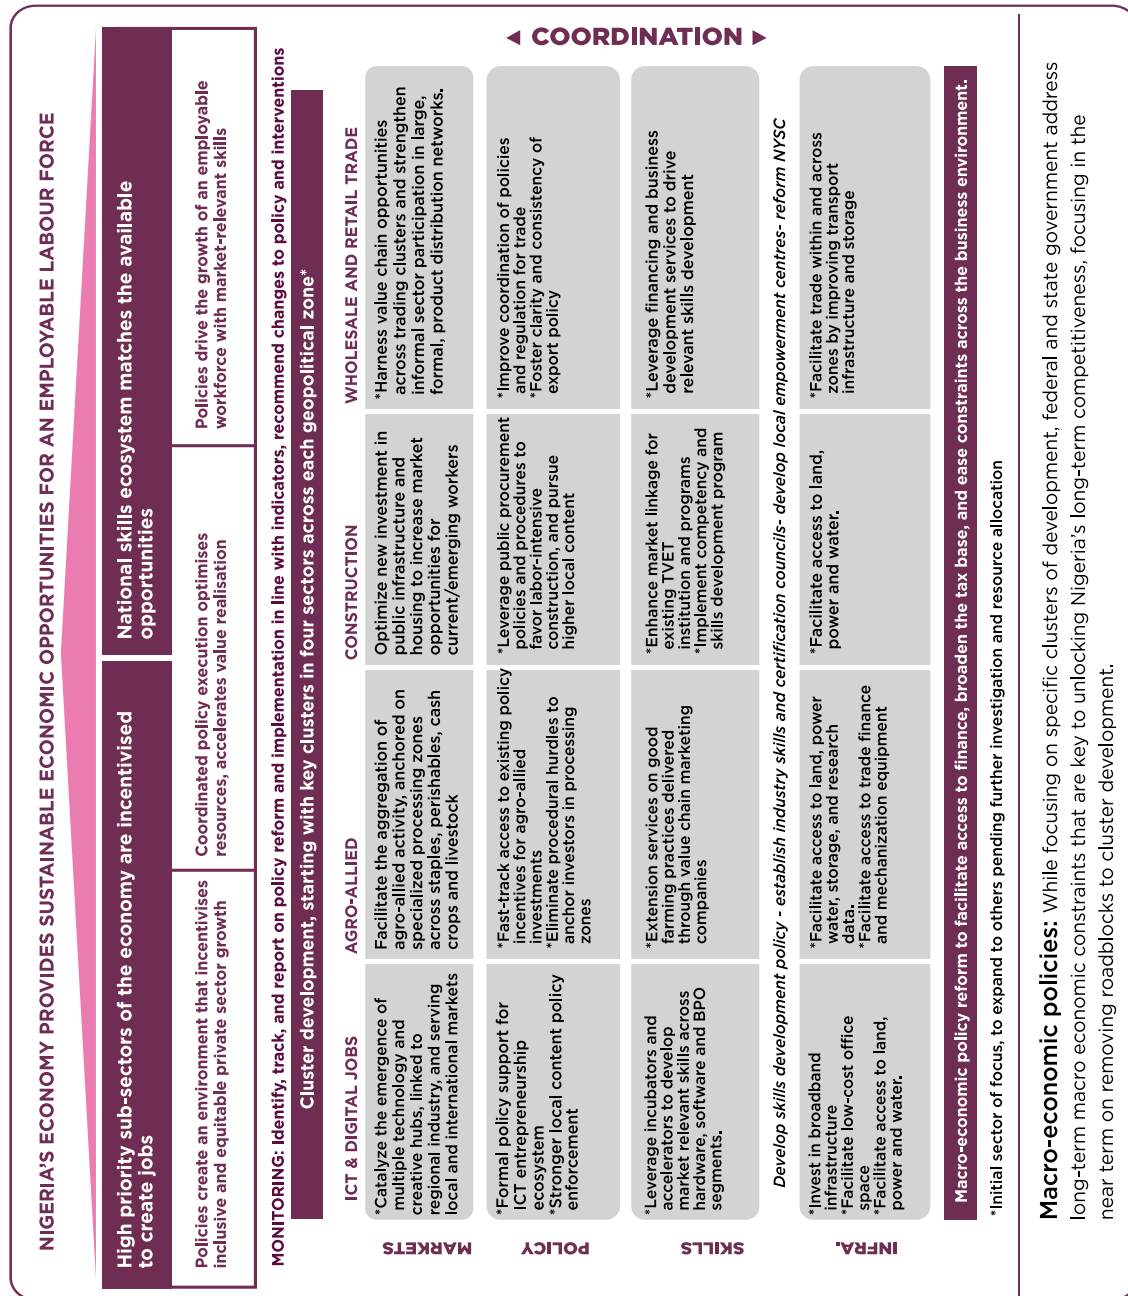 NIGERIA'S ECONOMY PROVIDES SUSTAINABLE ECONOMIC OPPORTUNITIES FOR AN EMPLOYABLE LABOUR FORCE
High priority sub-sectors of the economy are incentivised
to create jobs
National skills ecosystem matches the available
opportunities
Policies create an environment that incentivises
inclusive and equitable private sector growth
Coordinated policy execution optimises
resources, accelerates value realisation
Policies drive the growth of an employable
workforce with market-relevant skills
MONITORING: Identify, track, and report on policy reform and implementation in line with indicators, recommend changes to policy and interventions
Cluster development, starting with key clusters in four sectors across each geopolitical zone*
ICT & DIGITAL JOBS
AGRO-ALLIED
CONSTRUCTION
WHOLESALE AND RETAIL TRADE
MARKETS
*Catalyze the emergence of
multiple technology and
creative hubs, linked to
regional industry, and serving
local and international markets
Facilitate the aggregation of
agro-allied activity, anchored on
specialized processing zones
across staples, perishables, cash
crops and livestock
Optimize new investment in
public infrastructure and
housing to increase market
opportunities for
current/emerging workers
*Harness value chain opportunities
across trading clusters and strengthen
informal sector participation in large,
formal, product distribution networks.
POLICY
*Formal policy support for
ICT entrepreneurship
ecosystem
*Stronger local content policy
enforcement
*Fast-track access to existing policy
incentives for agro-allied
investments
*Eliminate procedural hurdles to
anchor investors in processing
zones
*Leverage public procurement
policies and procedures to
favor labor-intensive
construction, and pursue
higher local content
*Improve coordination of policies
and regulation for trade
*Foster clarity and consistency of
export policy
SKILLS
*Leverage incubators and
accelerators to develop
market relevant skills across
hardware, software and BPO
segments.
*Extension services on good
farming practices delivered
through value chain marketing
companies
*Enhance market linkage for
existing TVET
institution and programs
*Implement competency and
skills development program
*Leverage financing and business
development services to drive
relevant skills development
Develop skills development policy - establish industry skills and certification councils- develop local empowerment centres- reform NYSC
INFRA.
*Invest in broadband
infrastructure
*Facilitate low-cost office
space
*Facilitate access to land,
power and water.
*Facilitate access to land, power
water, storage, and research
data.
*Facilitate access to trade finance
and mechanization equipment
*Facilitate access to land,
power and water.
*Facilitate trade within and across
zones by improving transport
infrastructure and storage
◄ COORDINATION ►
Macro-economic policy reform to facilitate access to finance, broaden the tax base, and ease constraints across the business environment.
*Initial sector of focus, to expand to others pending further investigation and resource allocation
Macro-economic policies: While focusing on specific clusters of development, federal and state government address
long-term macro economic constraints that are key to unlocking Nigeria's long-term competitiveness, focusing in the
near term on removing roadblocks to cluster development.